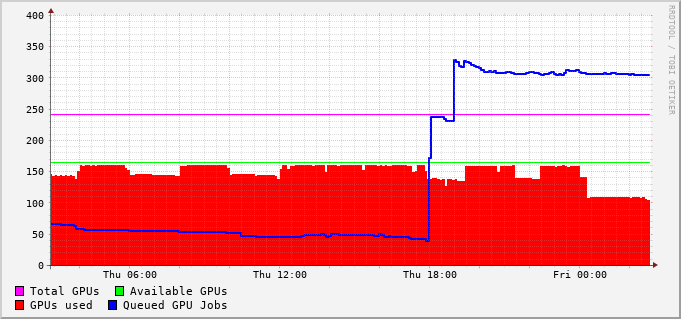 400
350
300
250
200
150
100
50
0
Thu 06:00 Thu 12:00 Thu 18:00 Fri 00:00
Total GPUs Available GPUs
GPUs used Queued GPU Jobs
RRDTOOL / TOBI OETIKER